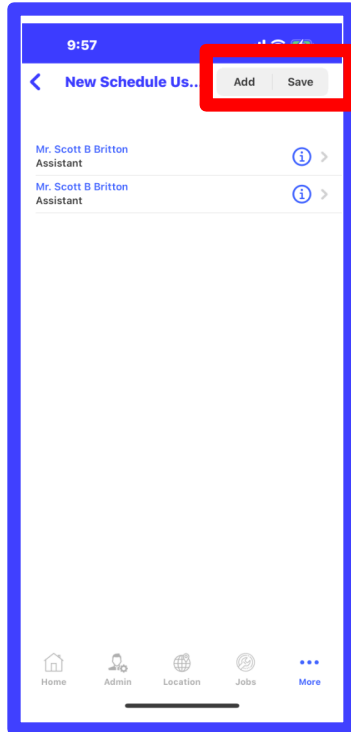 9:57
New Schedule Us...
Add Save
Mr. Scott B Britton
Assistant
Mr. Scott B Britton
Assistant
Home Admin Location Jobs More